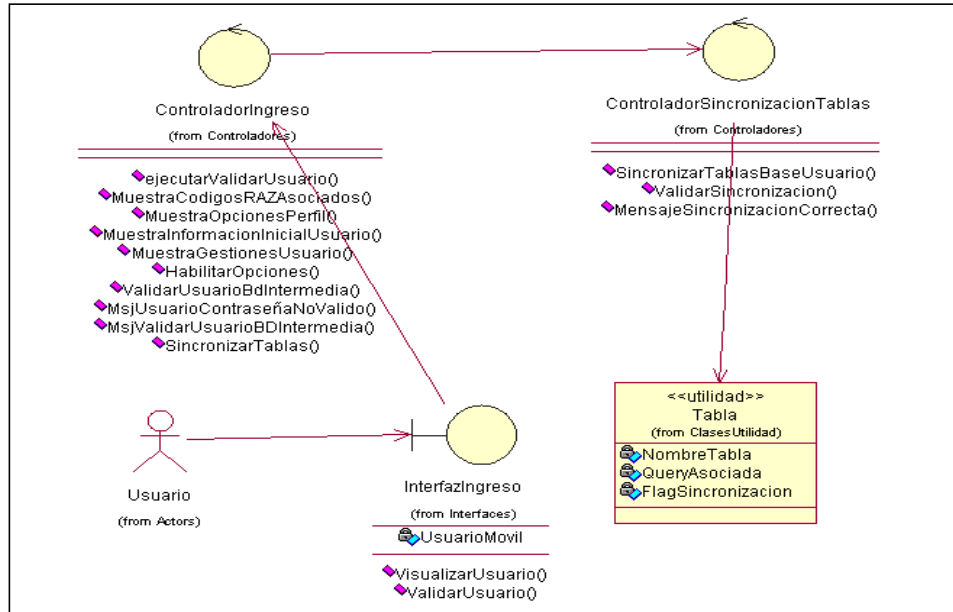 ControladorIngreso
(from Controladores)
ejecutarValidarUsuario()
MuestraCodigosRAZAsociados()
MuestraOpcionesPerfil()
MuestraInformacionInicialUsuario()
MuestraGestionesUsuario()
HabilitarOpciones()
ValidarUsuarioBdIntermedia()
MsjUsuarioContraseñaNoValido()
MsjValidarUsuarioBDIntermedia()
SincronizarTablas()
ControladorSincronizacionTablas
(from Controladores)
SincronizarTablasBaseUsuario()
ValidarSincronizacion()
MensajeSincronizacionCorrecta()
Usuario
(from Actors)
InterfazIngreso
(from Interfaces)
UsuarioMovil
VisualizarUsuario()
ValidarUsuario()
<<utilidad>>
Tabla
(from ClasesUtilidad)
NombreTabla
QueryAsociada
FlagSincronizacion